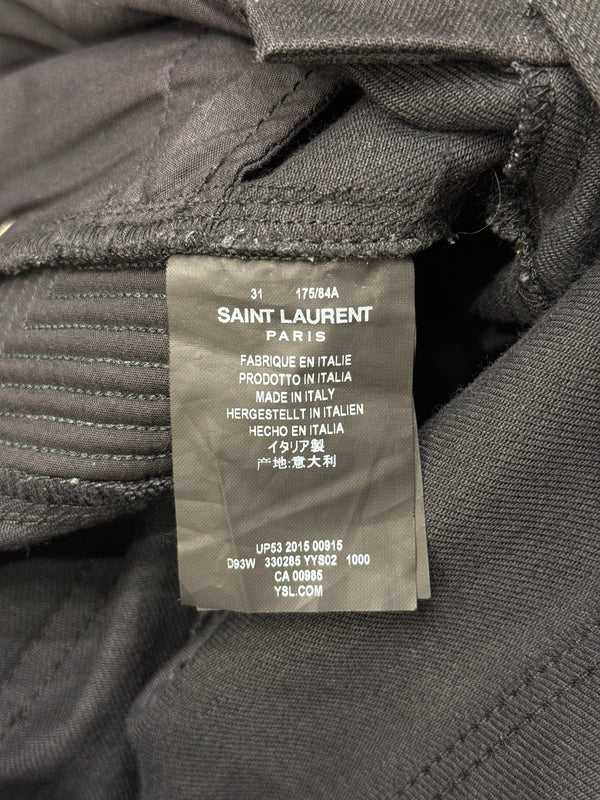 31 175/84A
SAINT LAURENT
PARIS
FABRIQUE EN ITALIE
PRODOTTO IN ITALIA
MADE IN ITALY
HERGESTELLT IN ITALIEN
HECHO EN ITALIA
イタリア製
产地:意大利
UP53 2015 00915
D93W 330285 YYS02 1000
CA 00985
YSL.COM